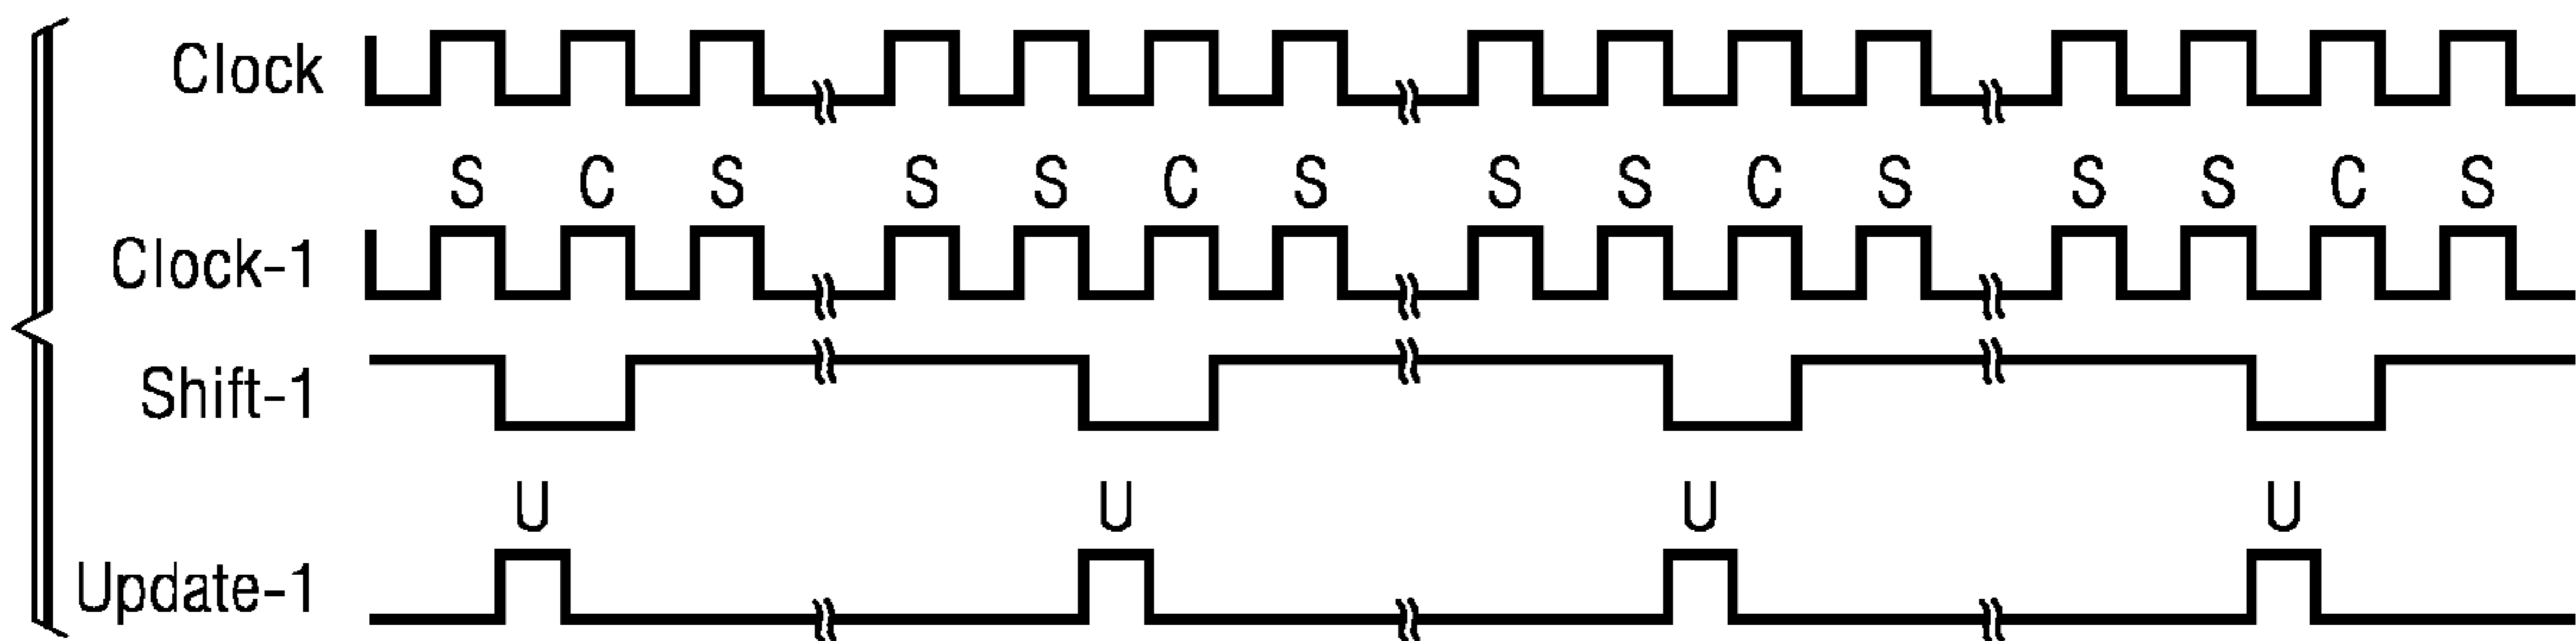 Clock
S C S S S C S S S C S S S C S
Clock-1
Shift-1
U U U U
Update-1